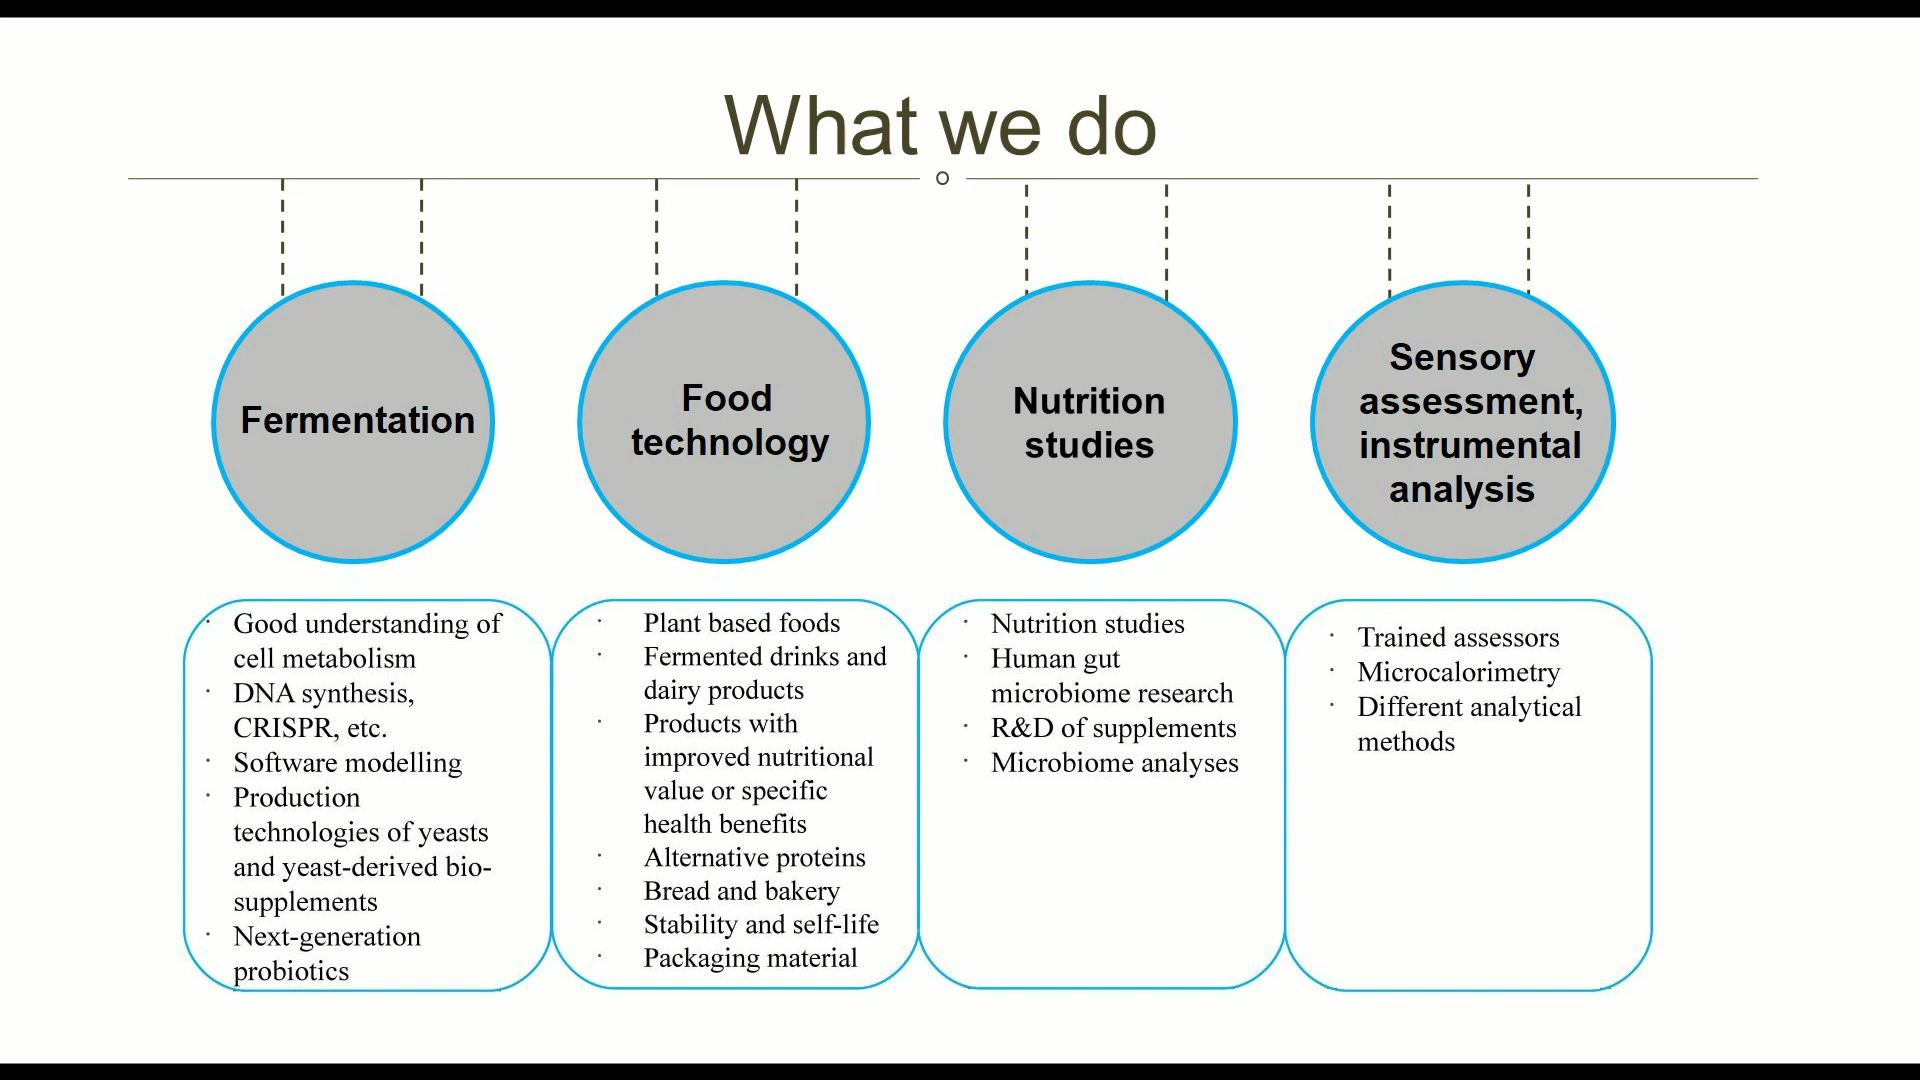 What we do
Fermentation
Food
technology
Nutrition
studies
Sensory
assessment,
instrumental
analysis
· Good understanding of
cell metabolism
· DNA synthesis,
CRISPR, etc.
· Software modelling
· Production
technologies of yeasts
and yeast-derived bio-
supplements
· Next-generation
probiotics
· Plant based foods
· Fermented drinks and
dairy products
· Products with
improved nutritional
value or specific
health benefits
· Alternative proteins
· Bread and bakery
· Stability and self-life
· Packaging material
· Nutrition studies
· Human gut
microbiome research
· R&D of supplements
· Microbiome analyses
· Trained assessors
· Microcalorimetry
· Different analytical
methods